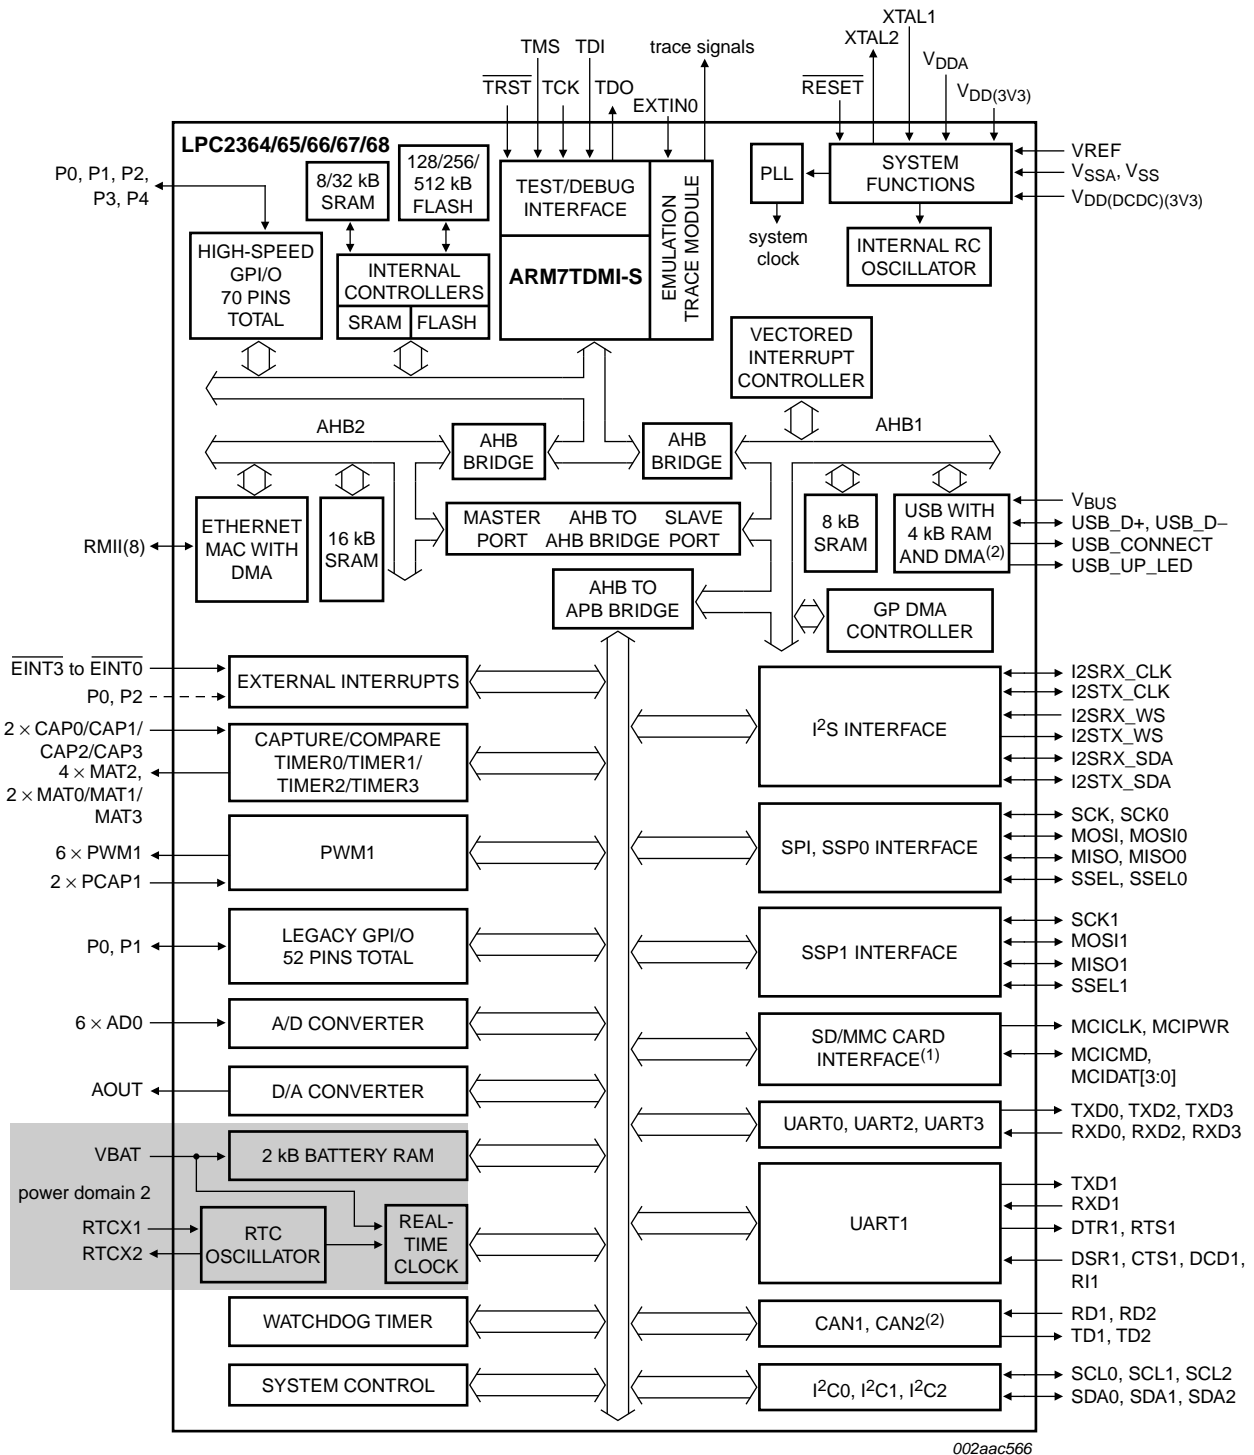 XTAL1
XTAL2
TMS TDI
trace signals
VDDA
TRST TCK TDO
EXTIN0
RESET
VDD(3V3)
LPC2364/65/66/67/68
P0, P1, P2,
P3, P4
8/32 kB
SRAM
128/256/
512 kB
FLASH
TEST/DEBUG
INTERFACE
EMULATION
TRACE MODULE
PLL
SYSTEM
FUNCTIONS
VREF
VSSA, VSS
VDD(DCDC)(3V3)
system
clock
HIGH-SPEED
GPI/O
70 PINS
TOTAL
INTERNAL
CONTROLLERS
SRAM FLASH
ARM7TDMI-S
INTERNAL RC
OSCILLATOR
VECTORED
INTERRUPT
CONTROLLER
AHB2
AHB
BRIDGE
AHB
BRIDGE
AHB1
RMII(8)
ETHERNET
MAC WITH
DMA
16 kB
SRAM
MASTER
PORT
AHB TO
AHB BRIDGE
SLAVE
PORT
8 kB
SRAM
USB WITH
4 kB RAM
AND DMA(2)
VBUS
USB_D+, USB_D−
USB_CONNECT
USB_UP_LED
AHB TO
APB BRIDGE
GP DMA
CONTROLLER
EINT3 to EINT0
P0, P2
EXTERNAL INTERRUPTS
2 × CAP0/CAP1/
CAP2/CAP3
4 × MAT2,
2 × MAT0/MAT1/
MAT3
CAPTURE/COMPARE
TIMER0/TIMER1/
TIMER2/TIMER3
I2S INTERFACE
I2SRX_CLK
I2STX_CLK
I2SRX_WS
I2STX_WS
I2SRX_SDA
I2STX_SDA
6 × PWM1
2 × PCAP1
PWM1
SPI, SSP0 INTERFACE
SCK, SCK0
MOSI, MOSI0
MISO, MISO0
SSEL, SSEL0
P0, P1
LEGACY GPI/O
52 PINS TOTAL
SSP1 INTERFACE
SCK1
MOSI1
MISO1
SSEL1
6 × AD0
A/D CONVERTER
SD/MMC CARD
INTERFACE(1)
MCICLK, MCIPWR
MCICMD,
MCIDAT[3:0]
AOUT
D/A CONVERTER
UART0, UART2, UART3
TXD0, TXD2, TXD3
RXD0, RXD2, RXD3
VBAT
2 kB BATTERY RAM
power domain 2
RTCX1
RTCX2
RTC
OSCILLATOR
REAL-
TIME
CLOCK
UART1
TXD1
RXD1
DTR1, RTS1
DSR1, CTS1, DCD1,
RI1
WATCHDOG TIMER
CAN1, CAN2(2)
RD1, RD2
TD1, TD2
SYSTEM CONTROL
I2C0, I2C1, I2C2
SCL0, SCL1, SCL2
SDA0, SDA1, SDA2
002aac566